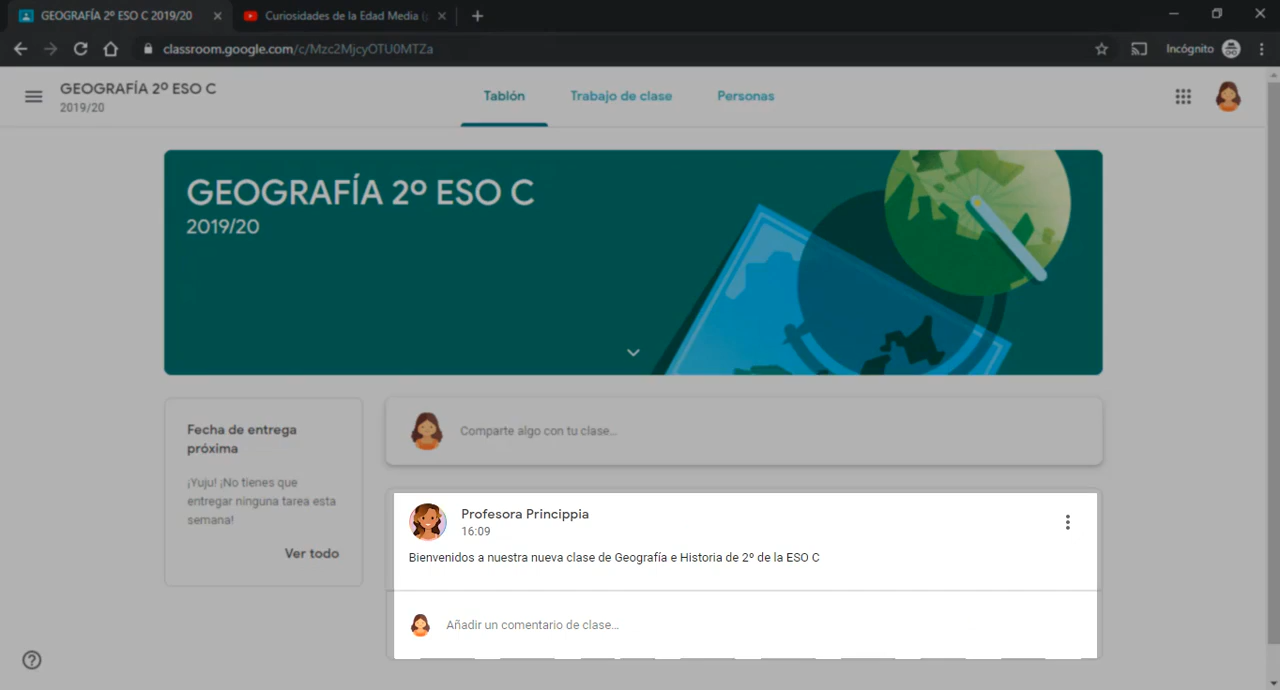 GEOGRAFÍA 2º ESO C 2019/20
Curiosidades de la Edad Media (
classroom.google.com/c/Mzc2MjcyOTU0MTZa
Incógnito
GEOGRAFÍA 2º ESO C
2019/20
Tablón
Trabajo de clase
Personas
GEOGRAFÍA 2º ESO C
2019/20
Fecha de entrega
próxima
¡Yuju! ¡No tienes que
entregar ninguna tarea esta
semana!
Ver todo
Comparte algo con tu clase...
Profesora Princippia
16:09
Bienvenidos a nuestra nueva clase de Geografía e Historia de 2º de la ESO C
Añadir un comentario de clase...